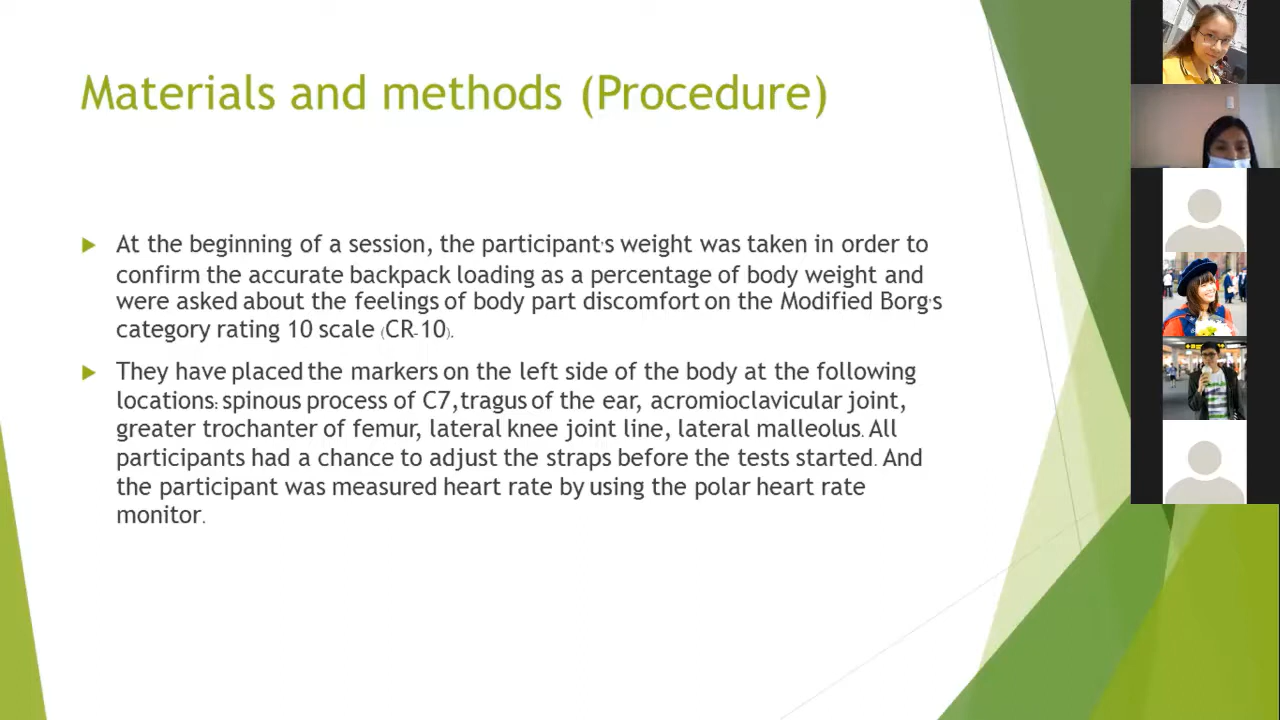 Materials and methods (Procedure)
At the beginning of a session, the participant's weight was taken in order to
confirm the accurate backpack loading as a percentage of body weight and
were asked about the feelings of body part discomfort on the Modified Borg's
category rating 10 scale (CR-10).
They have placed the markers on the left side of the body at the following
locations: spinous process of C7,tragus of the ear, acromioclavicular joint,
greater trochanter of femur, lateral knee joint line, lateral malleolus. All
participants had a chance to adjust the straps before the tests started. And
the participant was measured heart rate by using the polar heart rate
monitor.